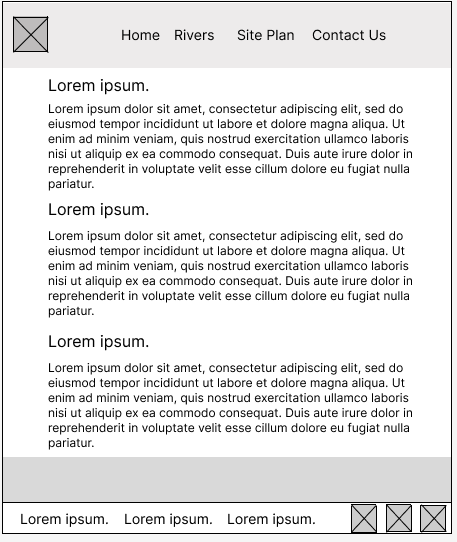 Home Rivers Site Plan Contact Us
Lorem ipsum.
Lorem ipsum dolor sit amet, consectetur adipiscing elit, sed do
eiusmod tempor incididunt ut labore et dolore magna aliqua. Ut
enim ad minim veniam, quis nostrud exercitation ullamco laboris
nisi ut aliquip ex ea commodo consequat. Duis aute irure dolor in
reprehenderit in voluptate velit esse cillum dolore eu fugiat nulla
pariatur.
Lorem ipsum.
Lorem ipsum dolor sit amet, consectetur adipiscing elit, sed do
eiusmod tempor incididunt ut labore et dolore magna aliqua. Ut
enim ad minim veniam, quis nostrud exercitation ullamco laboris
nisi ut aliquip ex ea commodo consequat. Duis aute irure dolor in
reprehenderit in voluptate velit esse cillum dolore eu fugiat nulla
pariatur.
Lorem ipsum.
Lorem ipsum dolor sit amet, consectetur adipiscing elit, sed do
eiusmod tempor incididunt ut labore et dolore magna aliqua. Ut
enim ad minim veniam, quis nostrud exercitation ullamco laboris
nisi ut aliquip ex ea commodo consequat. Duis aute irure dolor in
reprehenderit in voluptate velit esse cillum dolore eu fugiat nulla
pariatur.
Lorem ipsum. Lorem ipsum. Lorem ipsum.